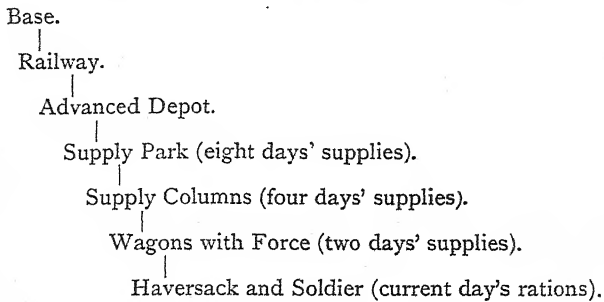 Base.
Railway.
Advanced Depot.
Supply Park (eight days' supplies).
Supply Columns (four days' supplies).
Wagons with Force (two days' supplies).
Haversack and Soldier (current day's rations).